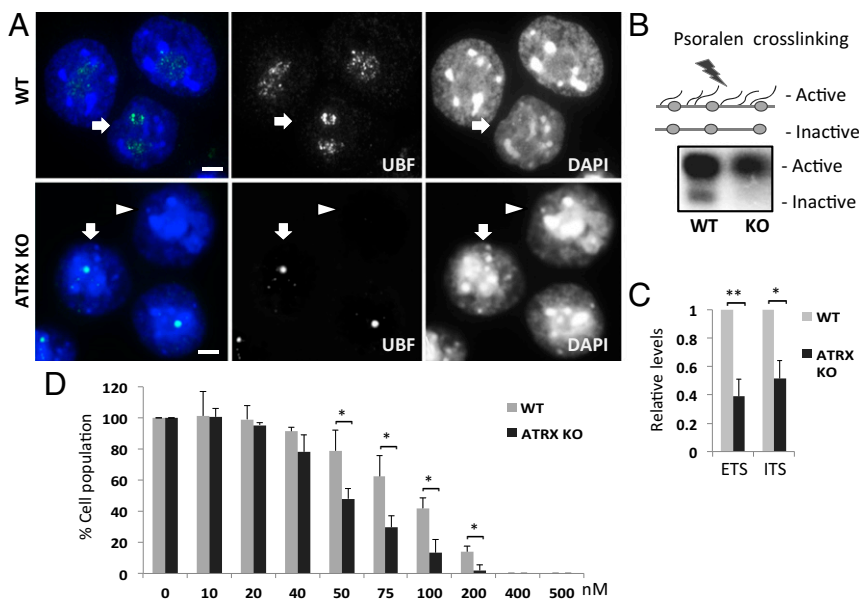 A
WT
UBF
DAPI
ATRX KO
UBF
DAPI
B
Psoralen crosslinking
- Active
- Inactive
- Active
- Inactive
WT KO
C
Relative levels
1
0.8
0.6
0.4
0.2
0
** *
WT
ATRX
KO
ETS ITS
D
% Cell population
120
100
80
60
40
20
0
* * * *
WT
ATRX KO
0 10 20 40 50 75 100 200 400 500 nM